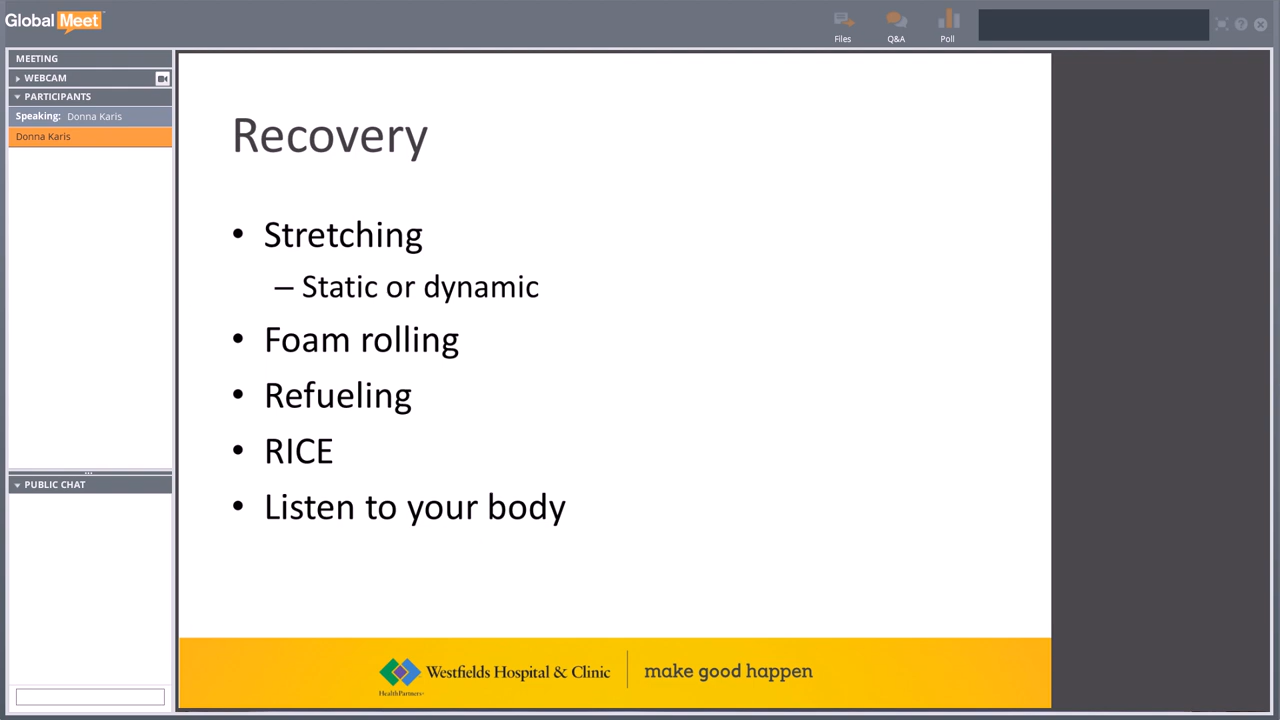 Global Meet
Files
Q&A
Poll
MEETING
WEBCAM
PARTICIPANTS
Speaking: Donna Karis
Donna Karis
PUBLIC CHAT
Recovery
• Stretching
– Static or dynamic
• Foam rolling
• Refueling
• RICE
• Listen to your body
Westfields Hospital & Clinic
HealthPartners
make good happen